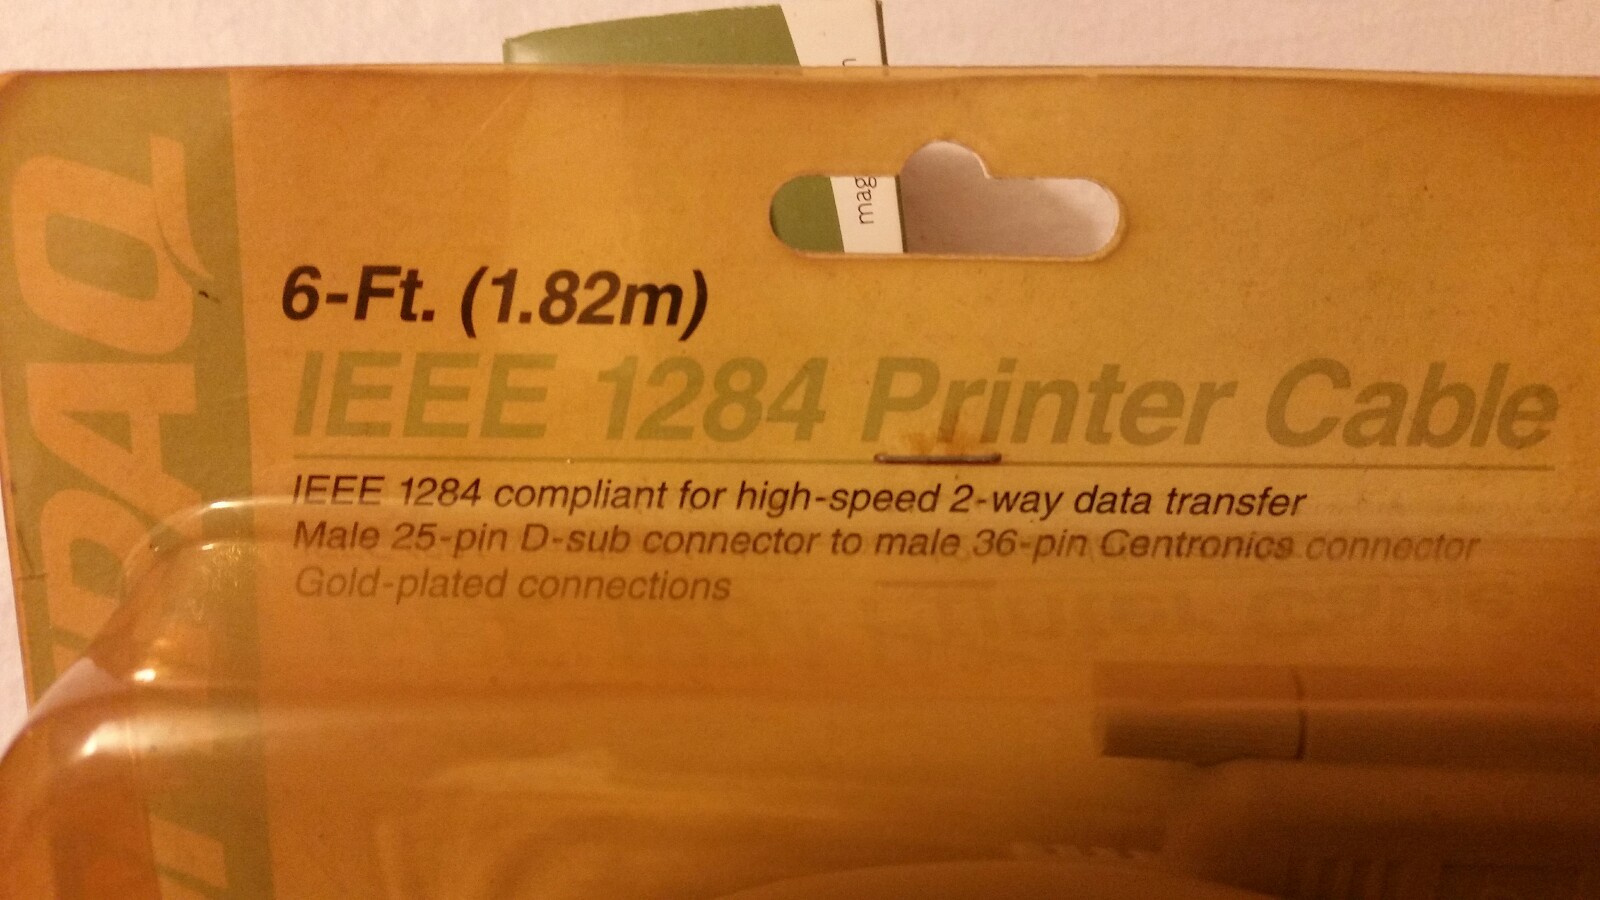 6-Ft. (1.82m)
IEEE 1284 Printer Cable
IEEE 1284 compliant for high-speed 2-way data transfer
Male 25-pin D-sub connector to male 36-pin Centronics connector
Gold-plated connections
mag